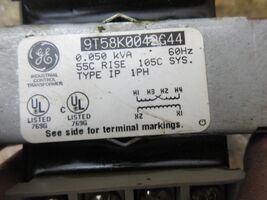 9T58K0042G44
GE
0.050 KVA 60Hz
55C RISE 105C SYS.
TYPE IP 1PH
INDUSTRIAL
CONTROL
TRANSFORMER
H1 H3 H2 H4
UL C UL
LISTED LISTED
769G 769G
X2 X1
See side for terminal markings.